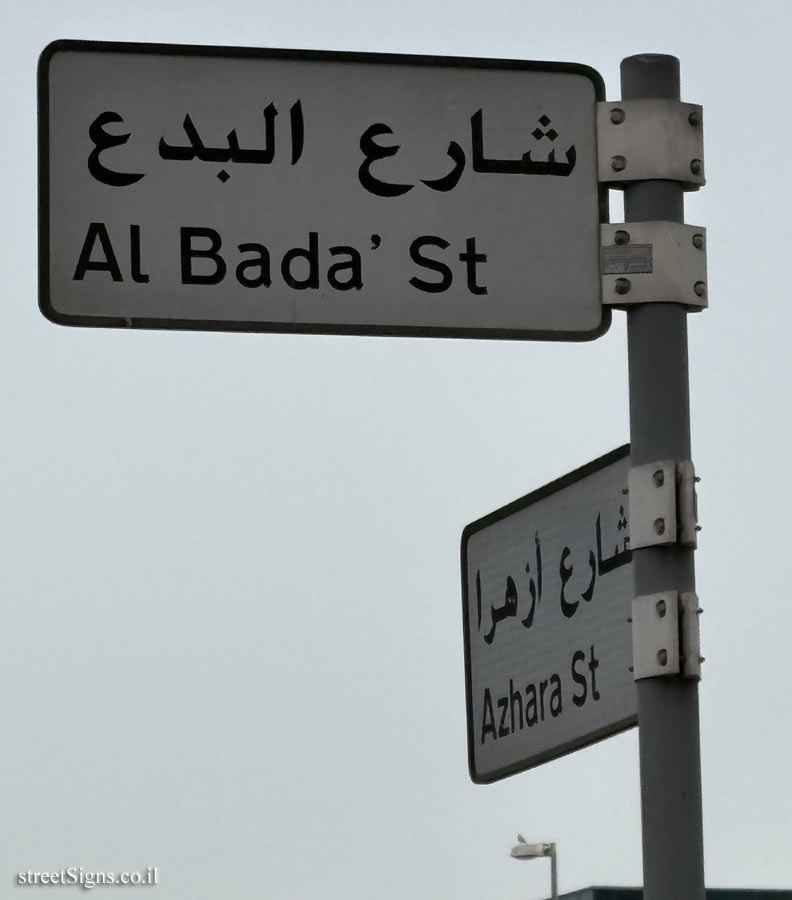 شارع البدع
Al Bada' St
شارع أزهرا
Azhara St
streetSigns.co.il